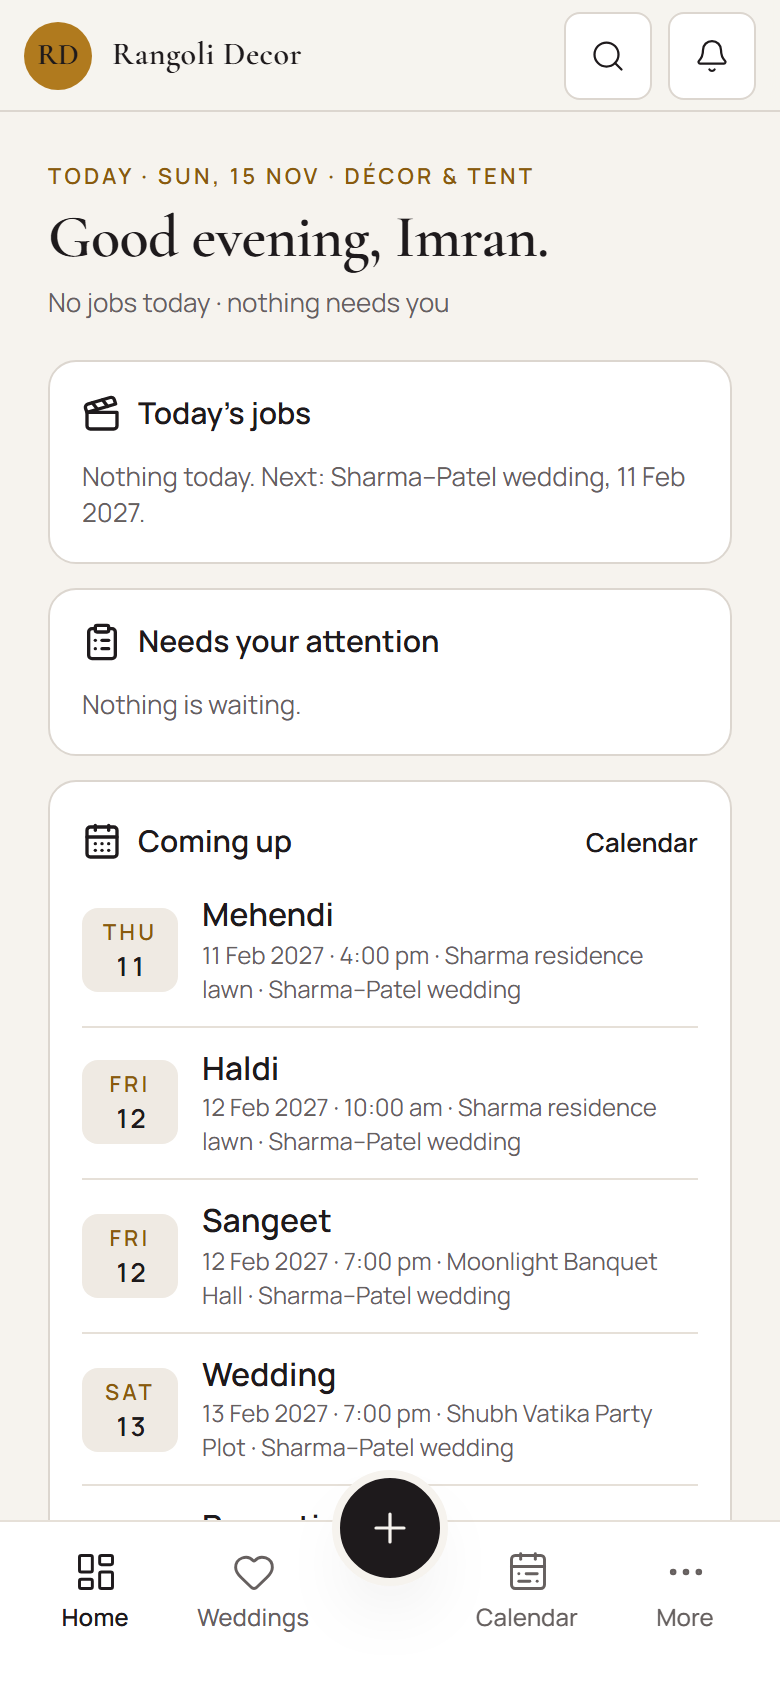 RD Rangoli Decor
TODAY · SUN, 15 NOV · DÉCOR & TENT
Good evening, Imran.
No jobs today · nothing needs you
Today’s jobs
Nothing today. Next: Sharma–Patel wedding, 11 Feb
2027.
Needs your attention
Nothing is waiting.
Coming up
Calendar
THU
11
Mehendi
11 Feb 2027 · 4:00 pm · Sharma residence
lawn · Sharma–Patel wedding
FRI
12
Haldi
12 Feb 2027 · 10:00 am · Sharma residence
lawn · Sharma–Patel wedding
FRI
12
Sangeet
12 Feb 2027 · 7:00 pm · Moonlight Banquet
Hall · Sharma–Patel wedding
SAT
13
Wedding
13 Feb 2027 · 7:00 pm · Shubh Vatika Party
Plot · Sharma–Patel wedding
Home
Weddings
Calendar
More